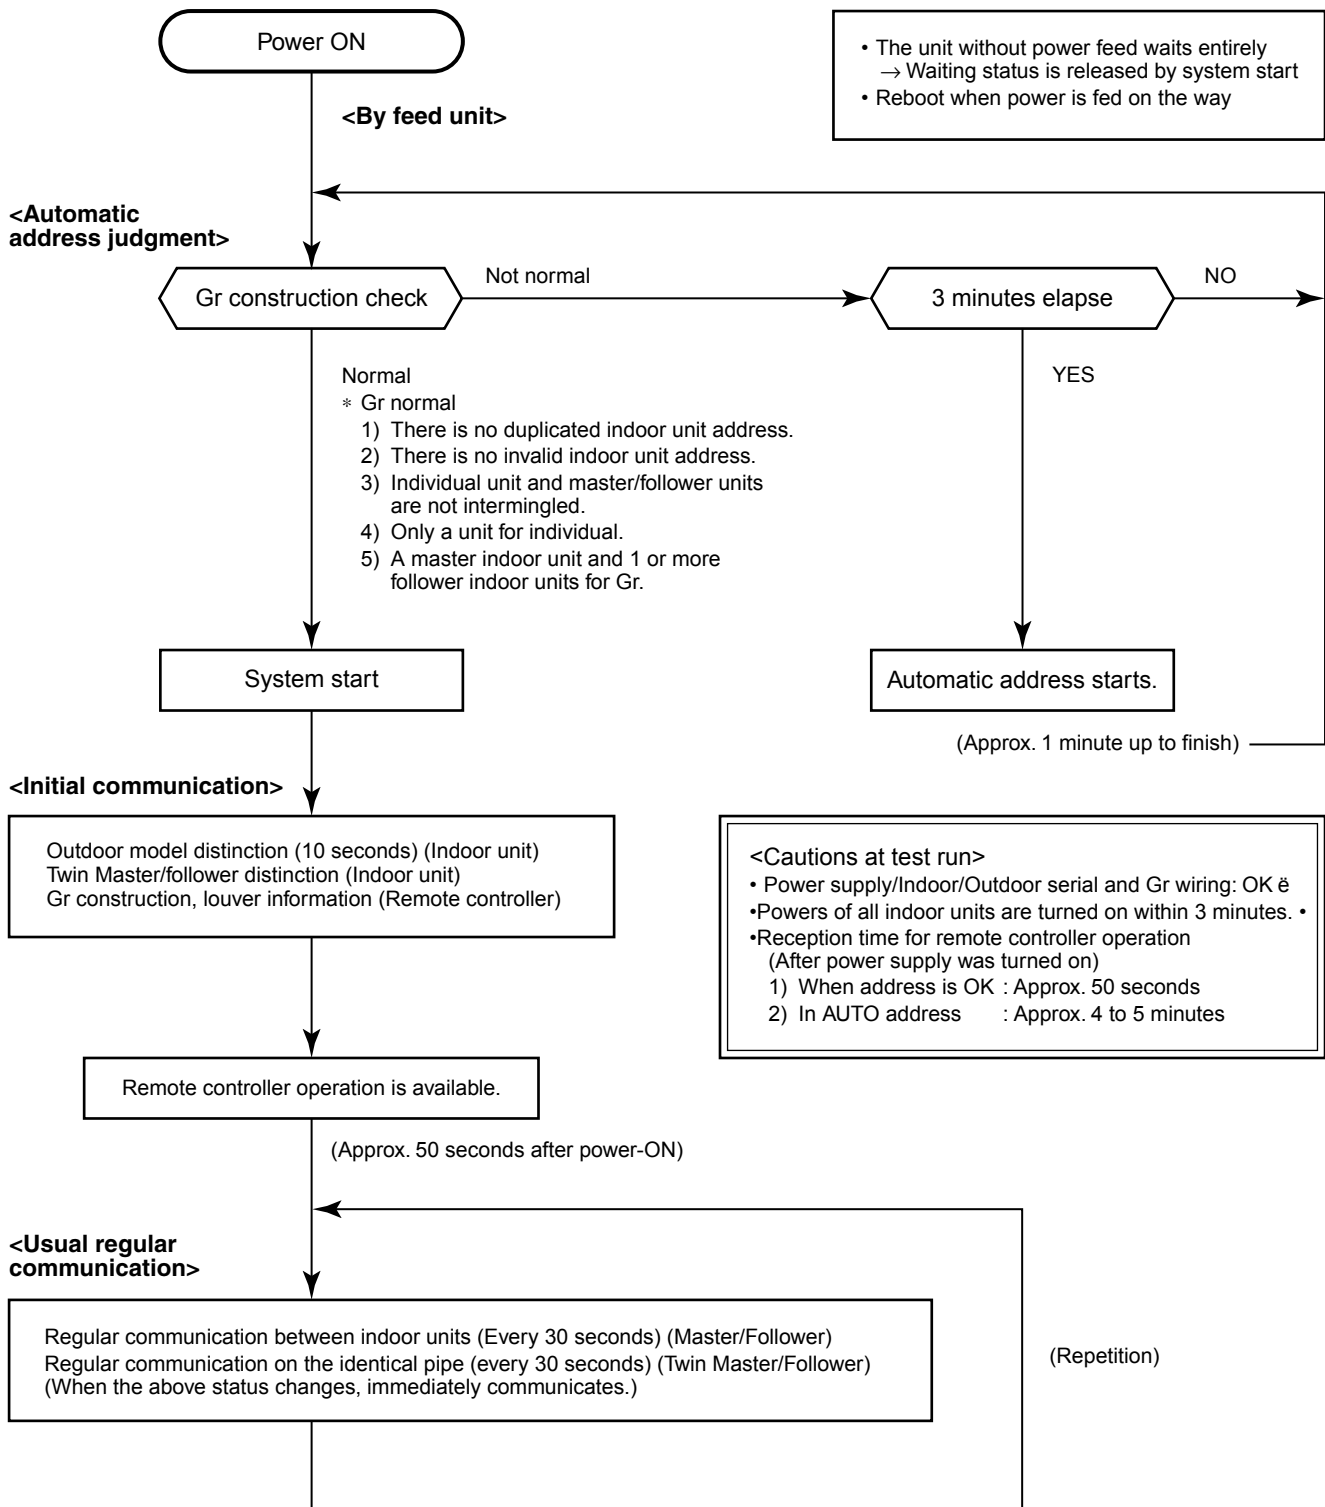 Power ON
• The unit without power feed waits entirely
→ Waiting status is released by system start
• Reboot when power is fed on the way
<By feed unit>
<Automatic
address judgment>
Gr construction check
Not normal
3 minutes elapse
NO
Normal
* Gr normal
1) There is no duplicated indoor unit address.
2) There is no invalid indoor unit address.
3) Individual unit and master/follower units
are not intermingled.
4) Only a unit for individual.
5) A master indoor unit and 1 or more
follower indoor units for Gr.
YES
System start
Automatic address starts.
(Approx. 1 minute up to finish)
<Initial communication>
Outdoor model distinction (10 seconds) (Indoor unit)
Twin Master/follower distinction (Indoor unit)
Gr construction, louver information (Remote controller)
<Cautions at test run>
• Power supply/Indoor/Outdoor serial and Gr wiring: OK ë
•Powers of all indoor units are turned on within 3 minutes. •
•Reception time for remote controller operation
(After power supply was turned on)
1) When address is OK : Approx. 50 seconds
2) In AUTO address : Approx. 4 to 5 minutes
Remote controller operation is available.
(Approx. 50 seconds after power-ON)
<Usual regular
communication>
Regular communication between indoor units (Every 30 seconds) (Master/Follower)
Regular communication on the identical pipe (every 30 seconds) (Twin Master/Follower)
(When the above status changes, immediately communicates.)
(Repetition)